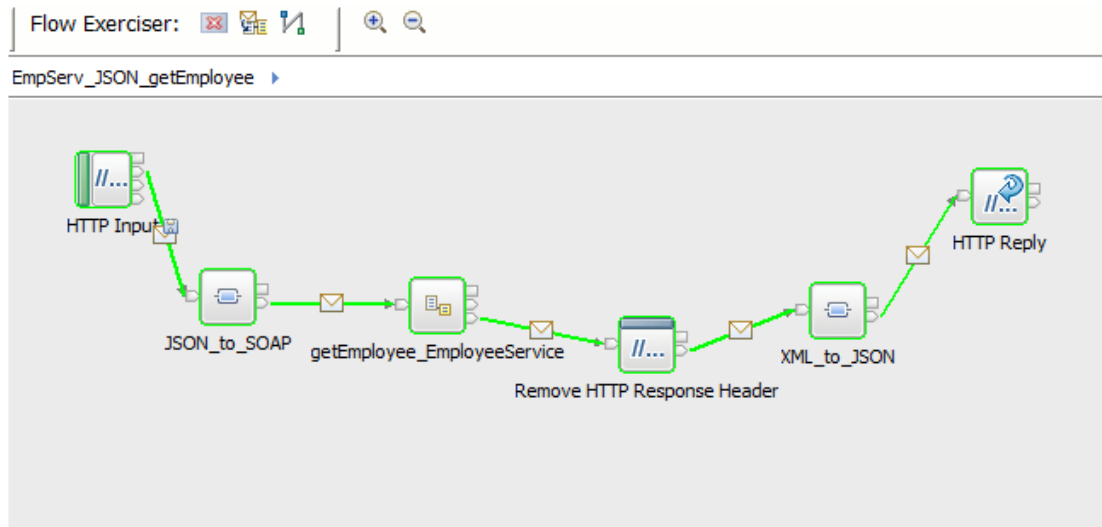 Flow Exerciser:
EmpServ_JSON_getEmployee
//...
HTTP Input
JSON_to_SOAP
getEmployee_EmployeeService
//...
Remove HTTP Response Header
XML_to_JSON
//...
HTTP Reply